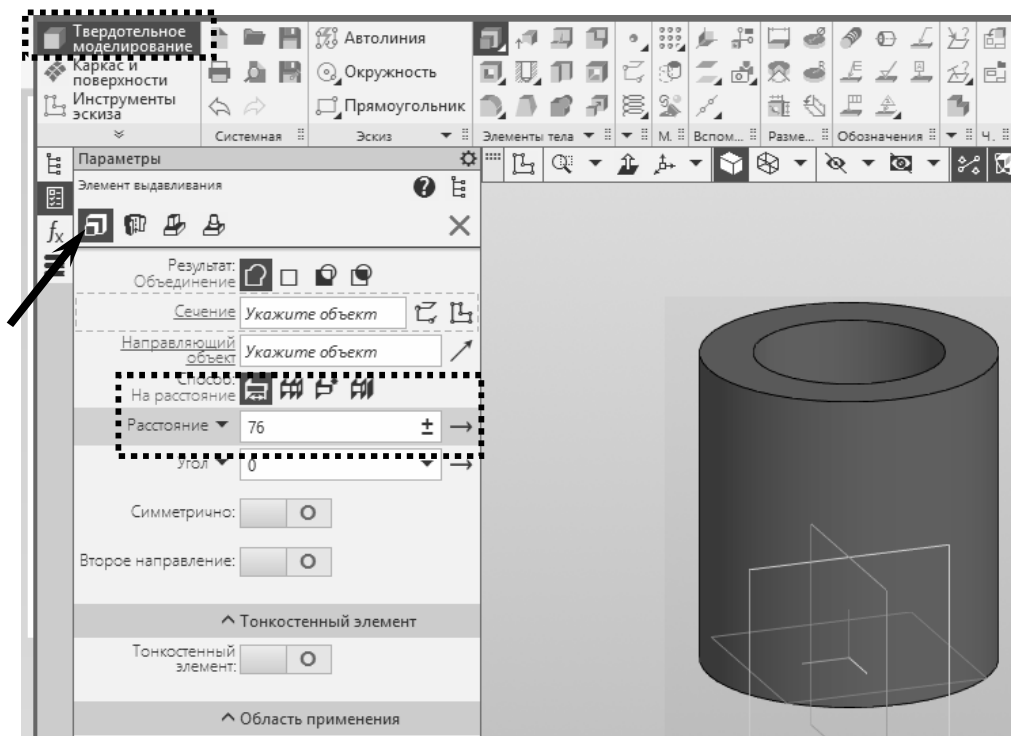 Твердотельное
моделирование
Каркас и
поверхности
Инструменты
эскиза
Автолиния
Окружность
Прямоугольник
Системная
Эскиз
Элементы тела
М.
Вспом...
Разме...
Обозначения
Ч.
Параметры
Элемент выдавливания
Результат:
Объединение
Сечение Укажите объект
Направляющий
объект Укажите объект
Способ:
На расстояние
Расстояние 76
Угол 0
Симметрично:
Второе направление:
Тонкостенный элемент
Тонкостенный
элемент:
Область применения